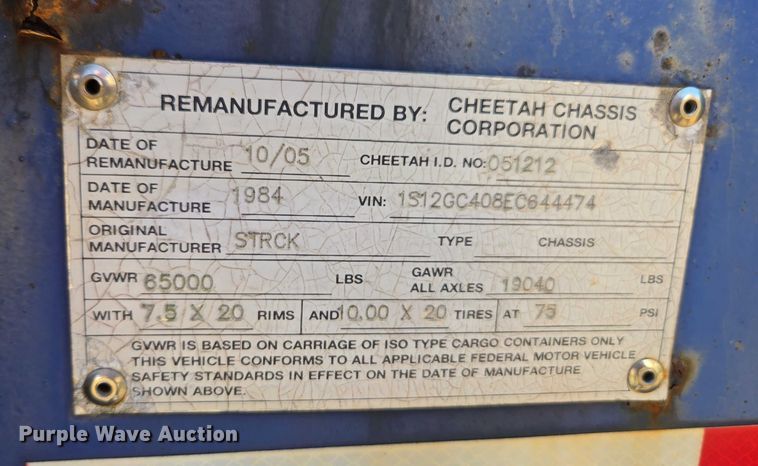 REMANUFACTURED BY: CHEETAH CHASSIS CORPORATION
DATE OF REMANUFACTURE 10/05 CHEETAH I.D. NO: 051212
DATE OF MANUFACTURE 1984 VIN: 1S12GC408EC644474
ORIGINAL MANUFACTURER STRCK TYPE CHASSIS
GVWR 65000 LBS GAWR ALL AXLES 19040 LBS
WITH 7.5 X 20 RIMS AND 10.00 X 20 TIRES AT 75 PSI
GVWR IS BASED ON CARRIAGE OF ISO TYPE CARGO CONTAINERS ONLY
THIS VEHICLE CONFORMS TO ALL APPLICABLE FEDERAL MOTOR VEHICLE
SAFETY STANDARDS IN EFFECT ON THE DATE OF MANUFACTURE
SHOWN ABOVE.
Purple Wave Auction